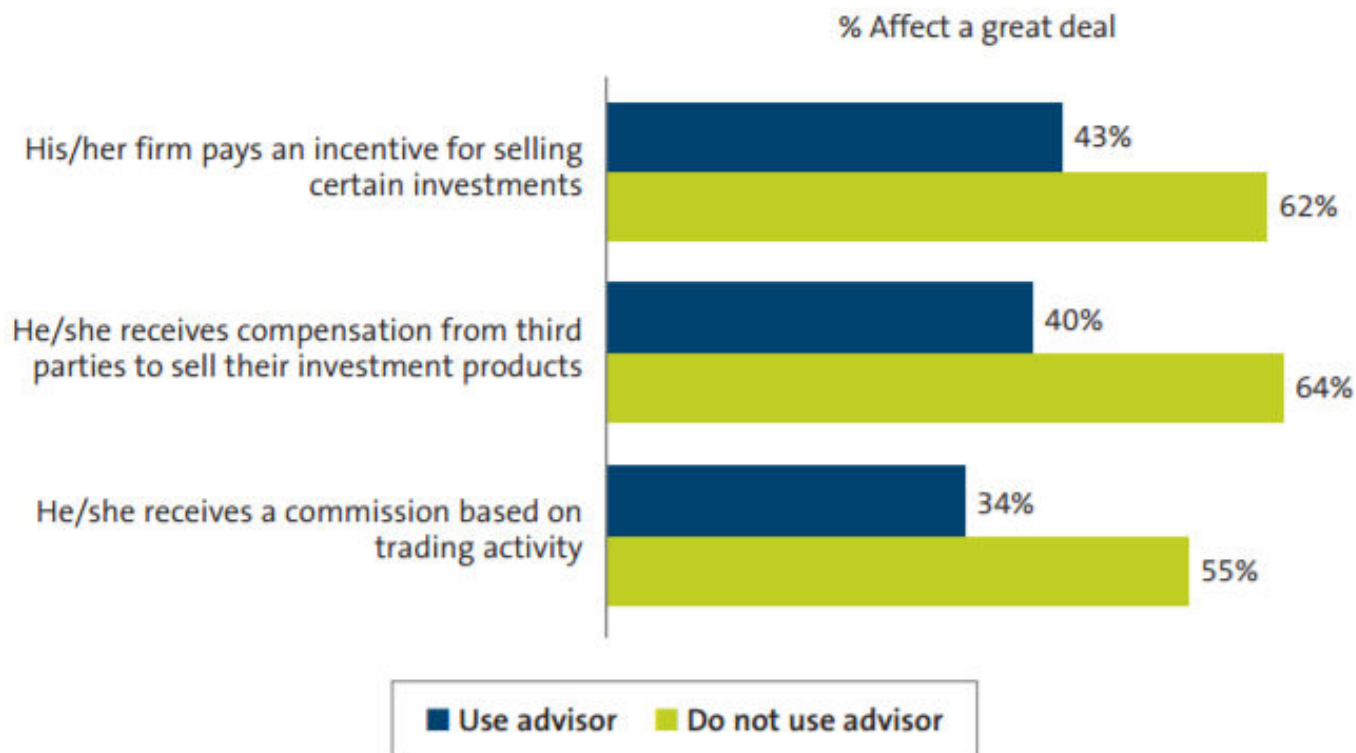 % Affect a great deal
His/her firm pays an incentive for selling
certain investments
43%
62%
He/she receives compensation from third
parties to sell their investment products
40%
64%
He/she receives a commission based on
trading activity
34%
55%
Use advisor Do not use advisor